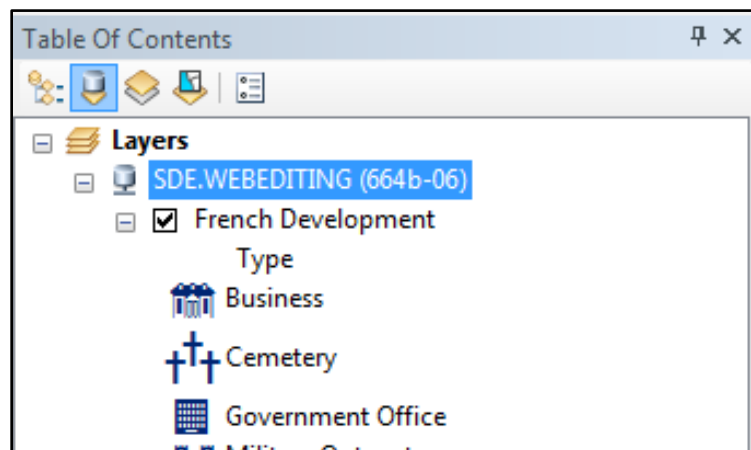 Table Of Contents
Layers
SDE.WEBEDITING (664b-06)
French Development
Type
Business
Cemetery
Government Office